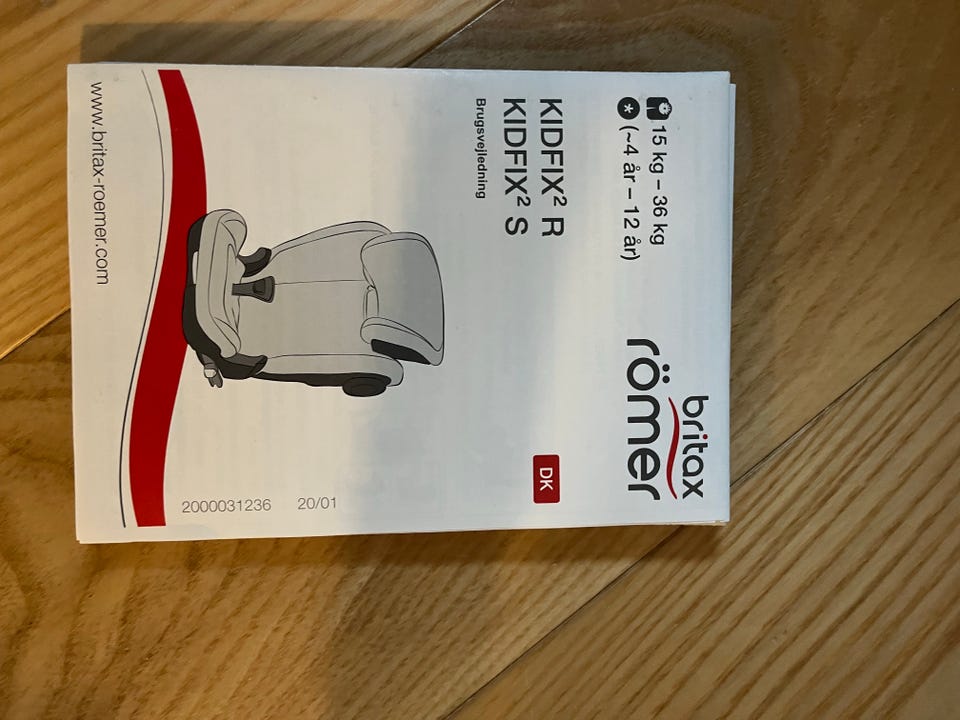 15 kg – 36 kg
(~4 år – 12 år)
britax
römer
KIDFIX² R
KIDFIX² S
Brugsvejledning
DK
2000031236 20/01
www.britax-roemer.com